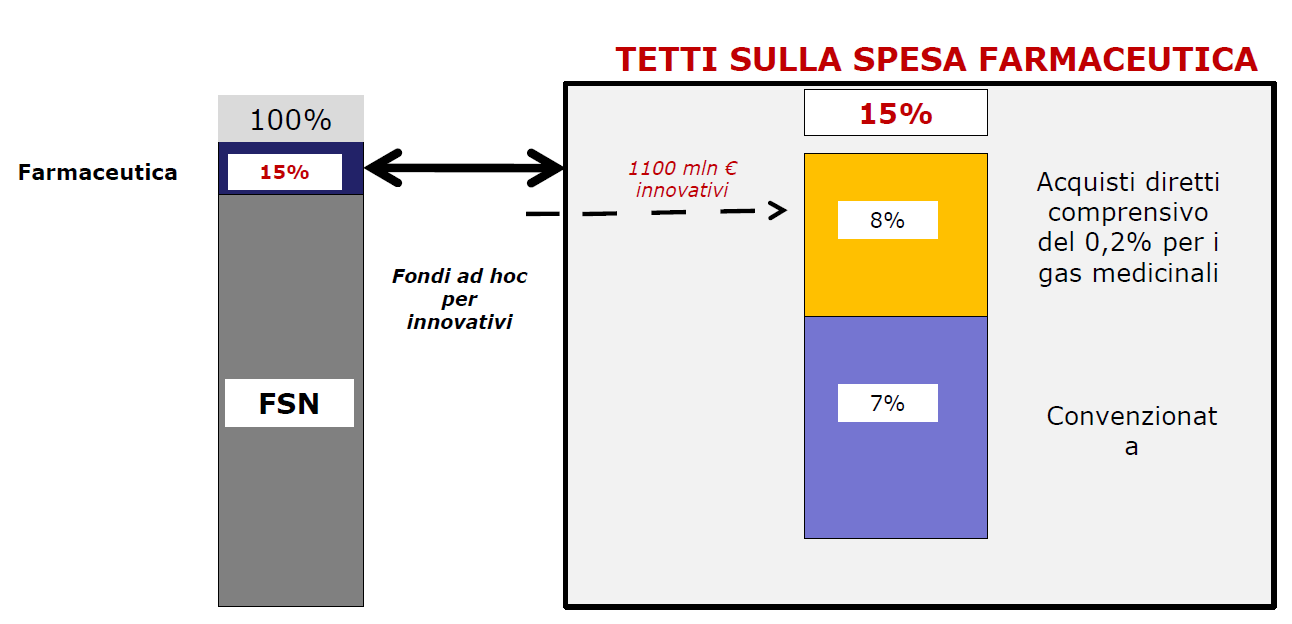 TETTI SULLA SPESA FARMACEUTICA
100%
Farmaceutica
15%
FSN
Fondi ad hoc
per
innovativi
1100 mln €
innovativi
15%
8%
Acquisti diretti
comprensivo
del 0,2% per i
gas medicinali
7%
Convenzionat
a